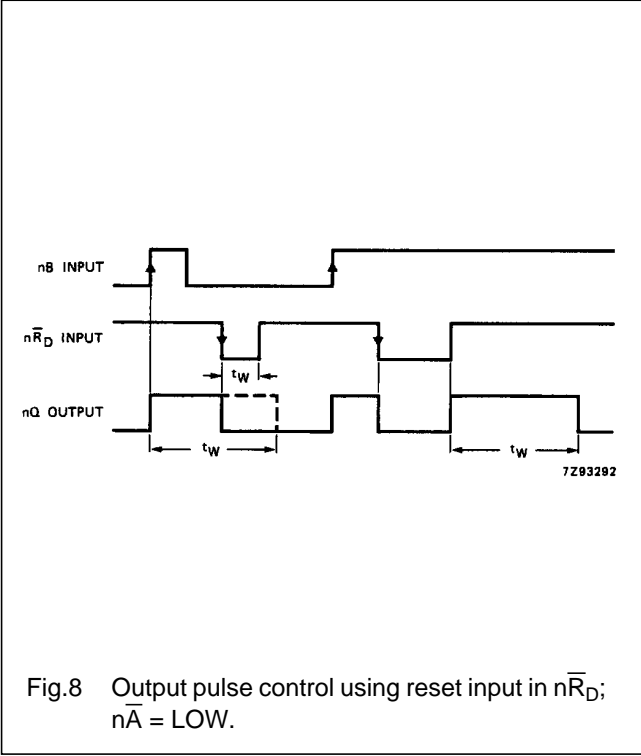 nB INPUT
nR̅D INPUT
tW
nQ OUTPUT
tW
tW
7Z93292
Fig.8 Output pulse control using reset input in nR̅D;
nA̅ = LOW.